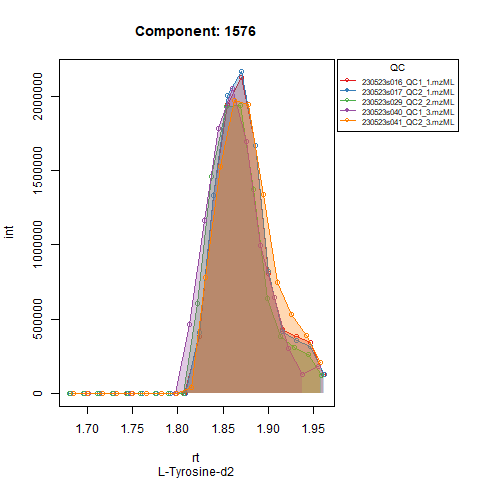 Component: 1576
QC
230523s016_QC1_1.mzML
230523s017_QC2_1.mzML
230523s029_QC2_2.mzML
230523s040_QC1_3.mzML
230523s041_QC2_3.mzML
int
2000000
1500000
1000000
500000
0
1.70 1.75 1.80 1.85 1.90 1.95
rt
L-Tyrosine-d2